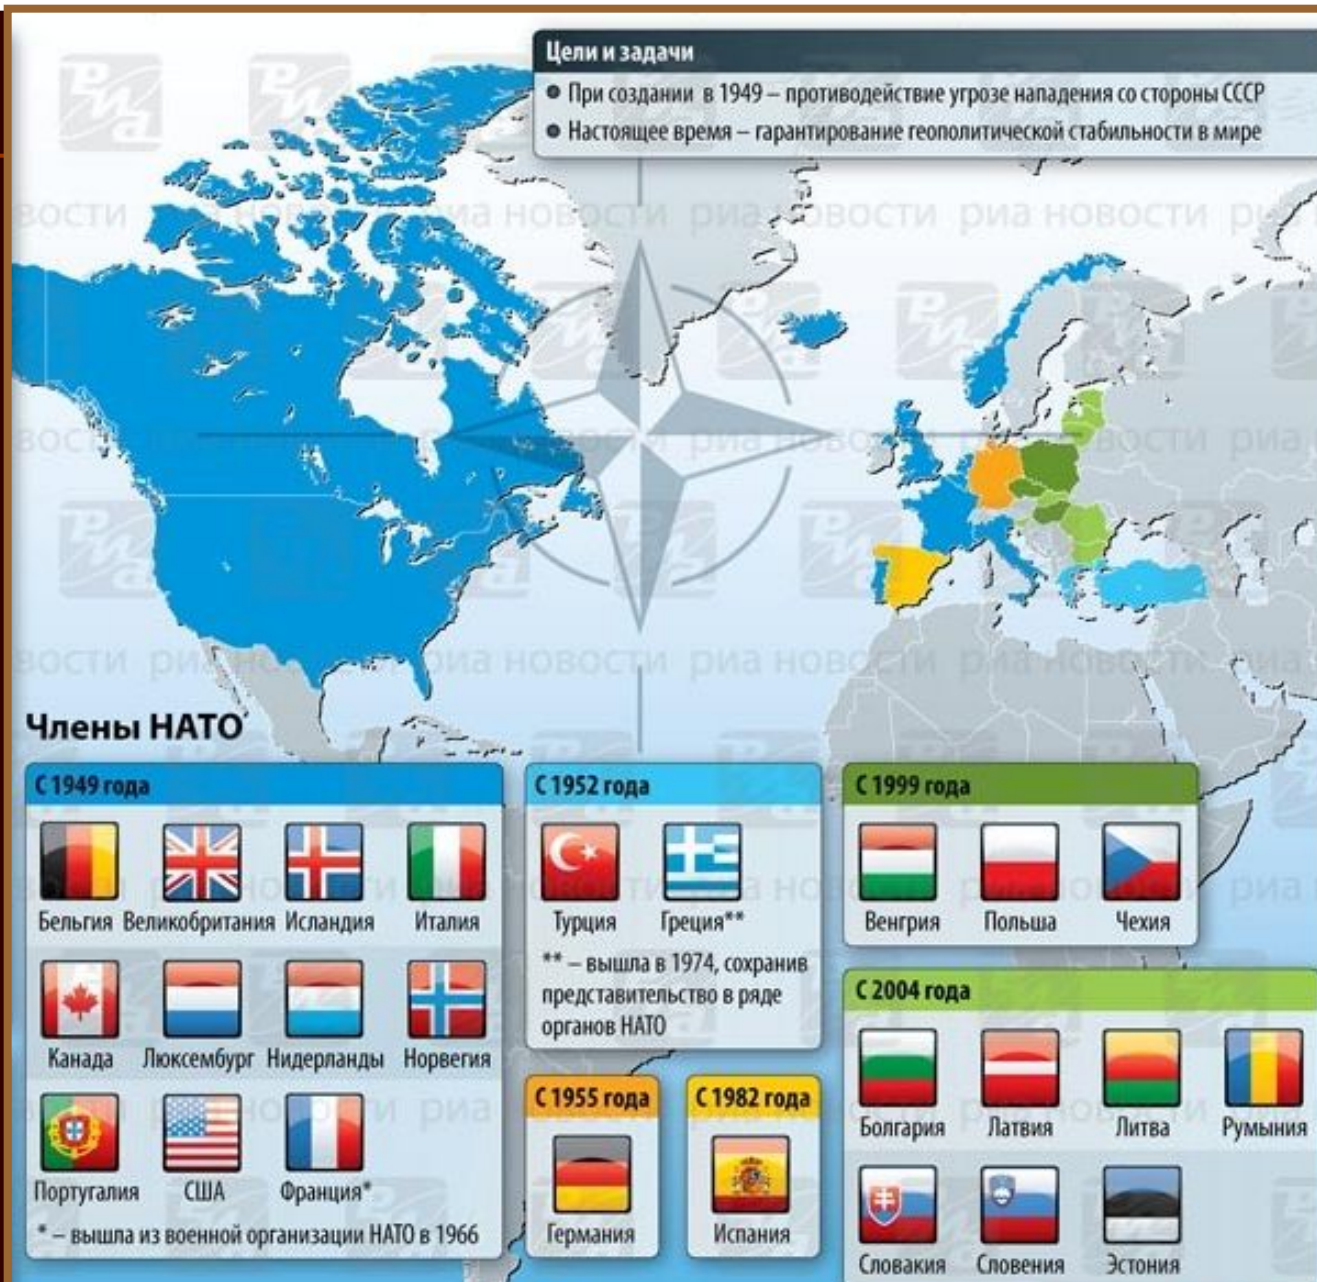 Цели и задачи
● При создании в 1949 – противодействие угрозе нападения со стороны СССР
● Настоящее время – гарантирование геополитической стабильности в мире
Члены НАТО
С 1949 года
Бельгия Великобритания Исландия Италия
Канада Люксембург Нидерланды Норвегия
Португалия США Франция*
* – вышла из военной организации НАТО в 1966
С 1952 года
Турция Греция**
** – вышла в 1974, сохранив
представительство в ряде
органов НАТО
С 1955 года
Германия
С 1982 года
Испания
С 1999 года
Венгрия Польша Чехия
С 2004 года
Болгария Латвия Литва Румыния
Словакия Словения Эстония
риа новости